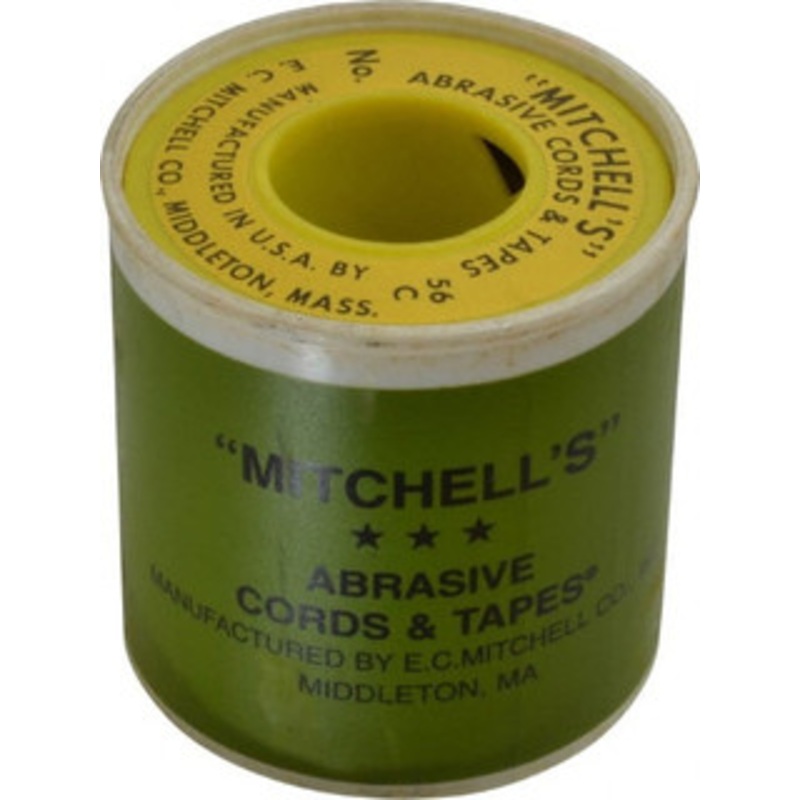 "MITCHELL'S"
ABRASIVE CORDS & TAPES
No.
56
C
MANUFACTURED IN U.S.A. BY
E. C. MITCHELL CO., MIDDLETON, MASS.
"MITCHELL'S"
★ ★ ★
ABRASIVE
CORDS & TAPES®
MANUFACTURED BY E.C.MITCHELL CO.,
MIDDLETON, MA